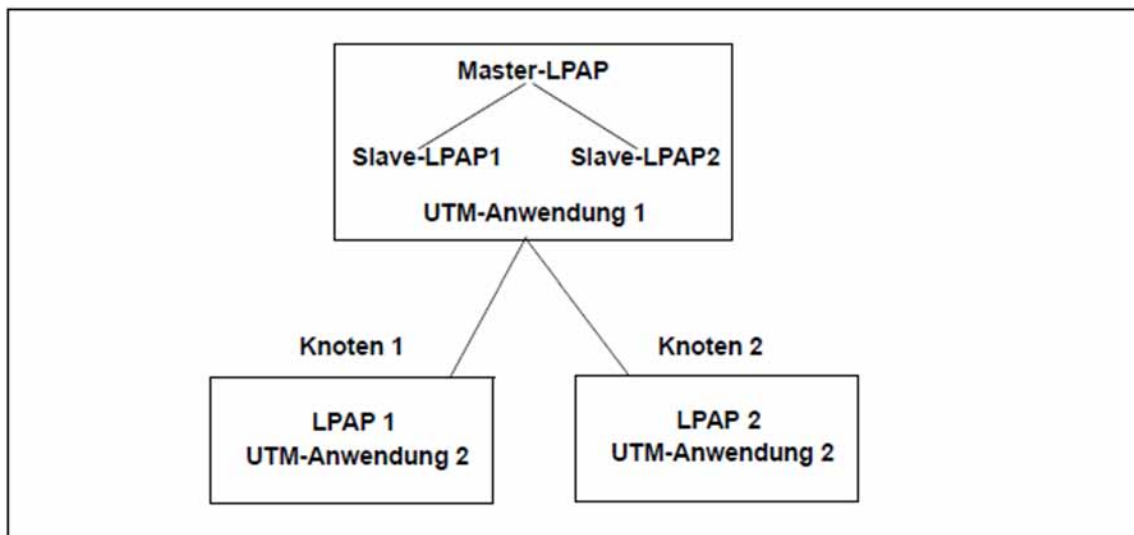 Master-LPAP
Slave-LPAP1 Slave-LPAP2
UTM-Anwendung 1
Knoten 1 Knoten 2
LPAP 1 LPAP 2
UTM-Anwendung 2 UTM-Anwendung 2